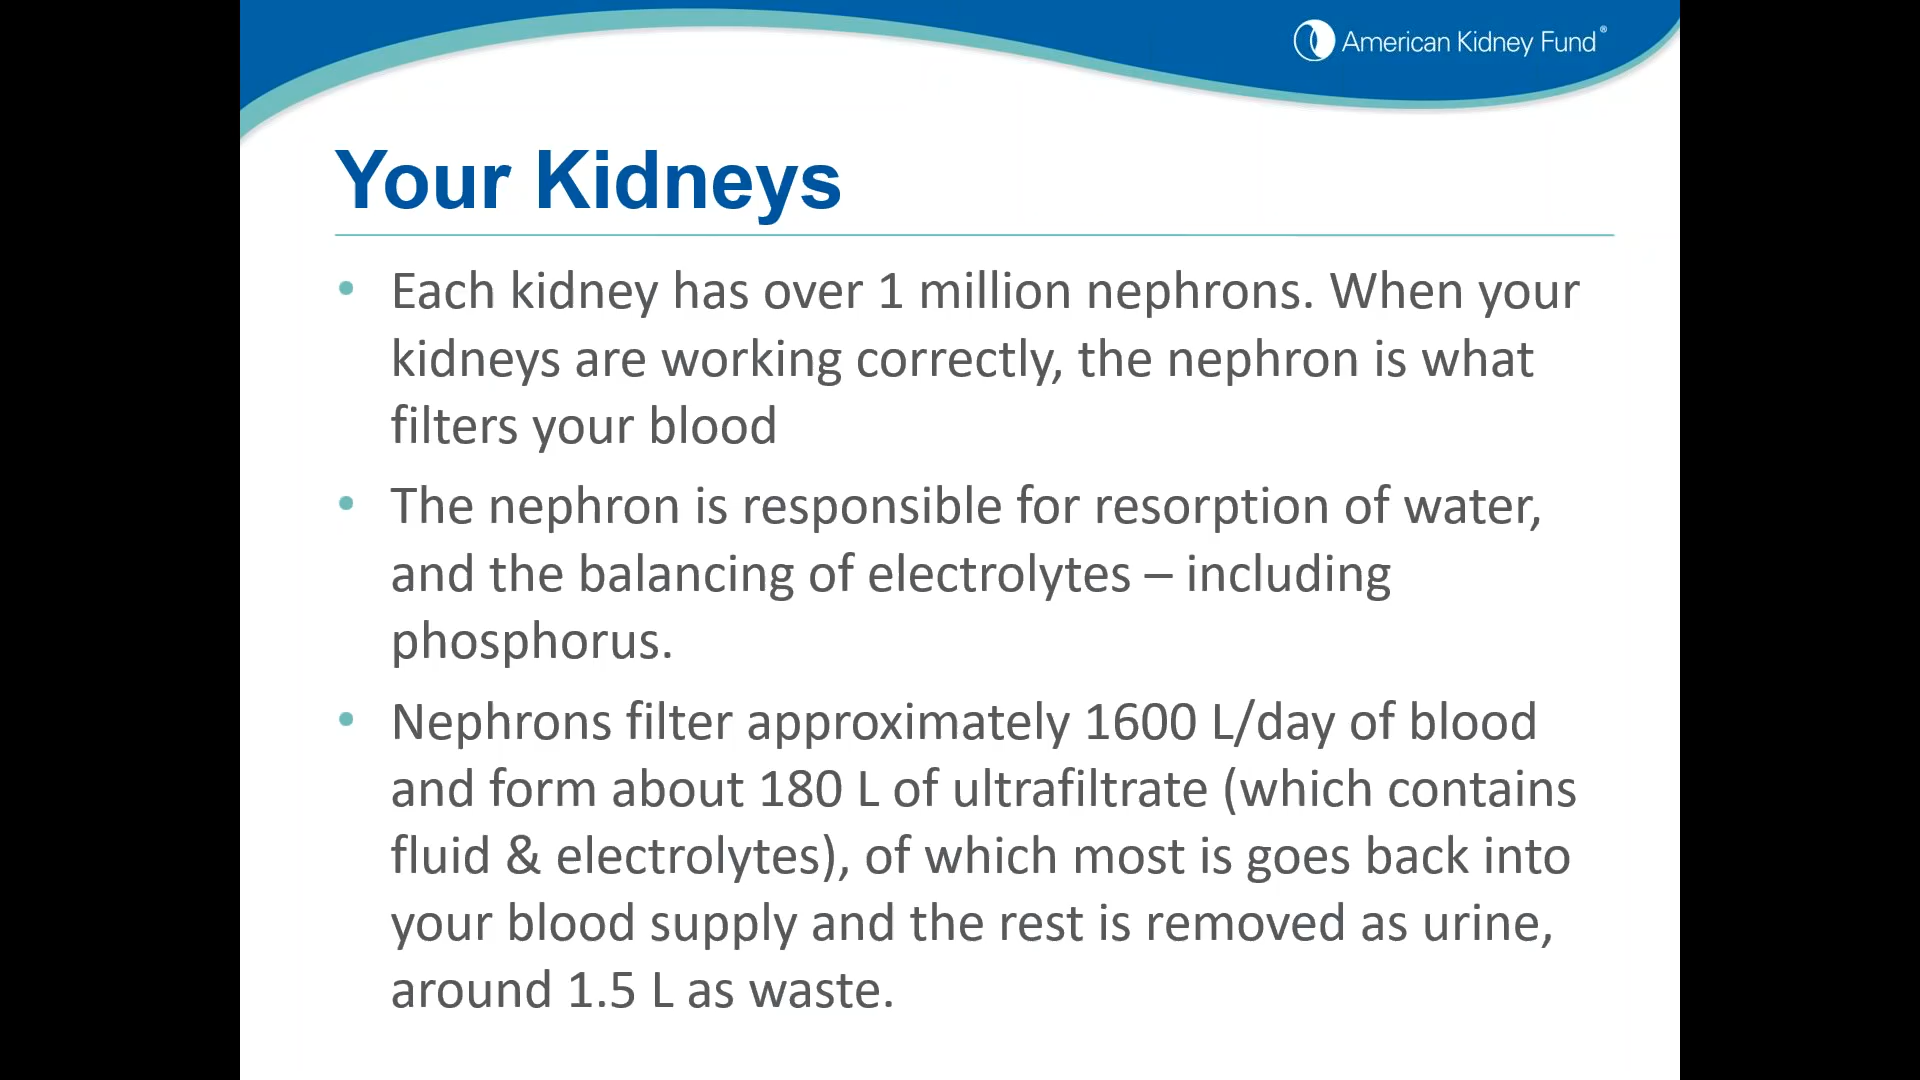 American Kidney Fund®
Your Kidneys
• Each kidney has over 1 million nephrons. When your
kidneys are working correctly, the nephron is what
filters your blood
• The nephron is responsible for resorption of water,
and the balancing of electrolytes – including
phosphorus.
• Nephrons filter approximately 1600 L/day of blood
and form about 180 L of ultrafiltrate (which contains
fluid & electrolytes), of which most is goes back into
your blood supply and the rest is removed as urine,
around 1.5 L as waste.